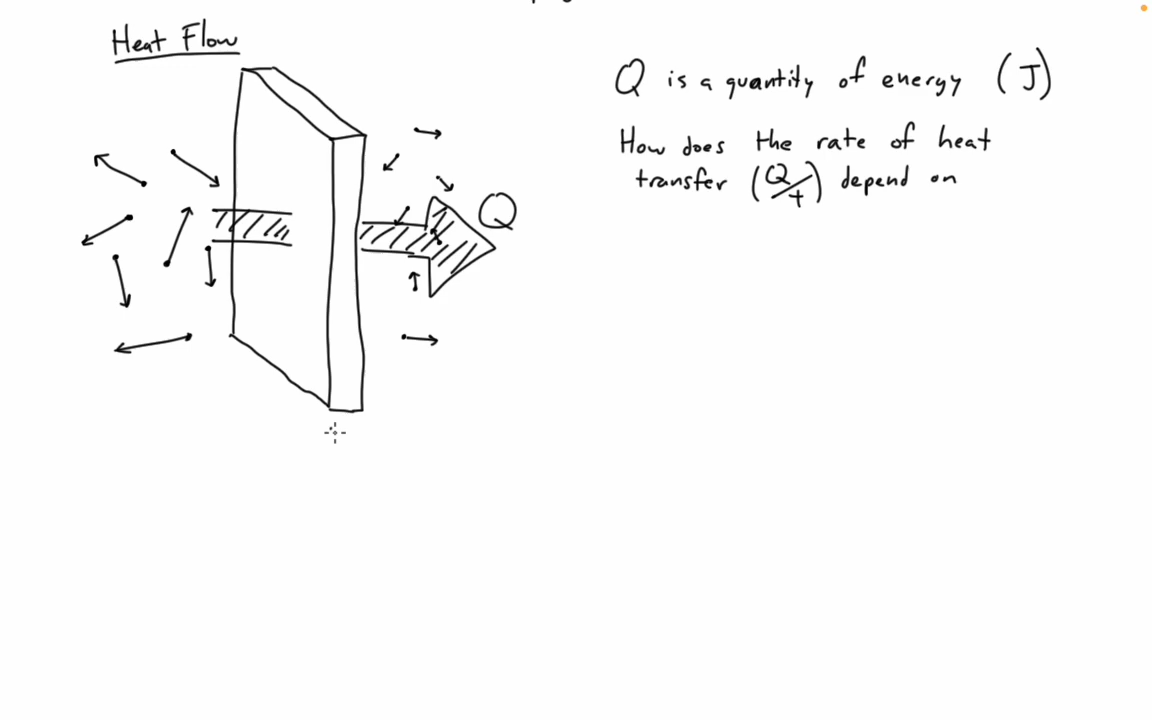 Heat Flow
Q is a quantity of energy (J)
How does the rate of heat
transfer (Q/t) depend on
Q